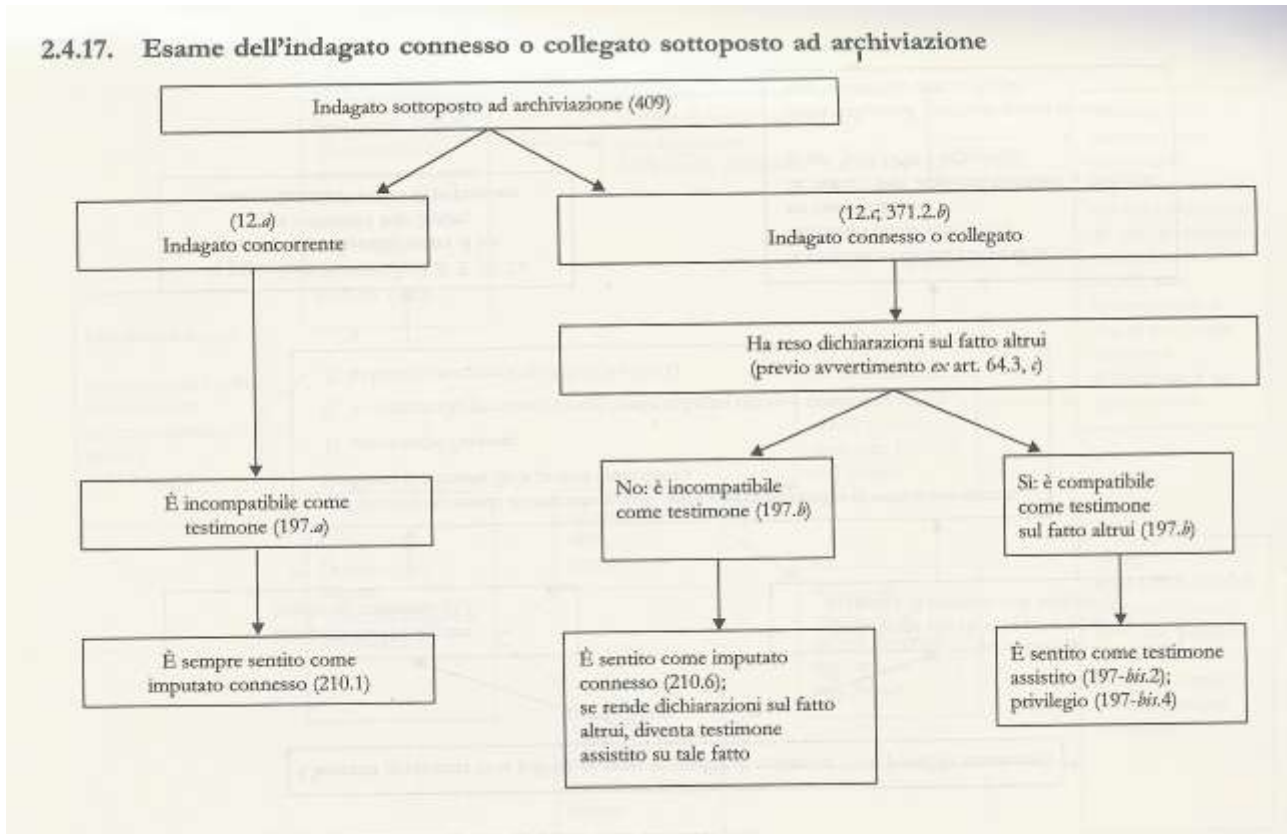 2.4.17. Esame dell'indagato connesso o collegato sottoposto ad archiviazione
Indagato sottoposto ad archiviazione (409)
(12.a)
Indagato concorrente
(12.c; 371.2.b)
Indagato connesso o collegato
Ha reso dichiarazioni sul fatto altrui
(previo avvertimento ex art. 64.3, c)
È incompatibile come
testimone (197.a)
No: è incompatibile
come testimone (197.b)
Si: è compatibile
come testimone
sul fatto altrui (197.b)
È sempre sentito come
imputato connesso (210.1)
È sentito come imputato
connesso (210.6);
se rende dichiarazioni sul fatto
altrui, diventa testimone
assistito su tale fatto
È sentito come testimone
assistito (197-bis.2);
privilegio (197-bis.4)